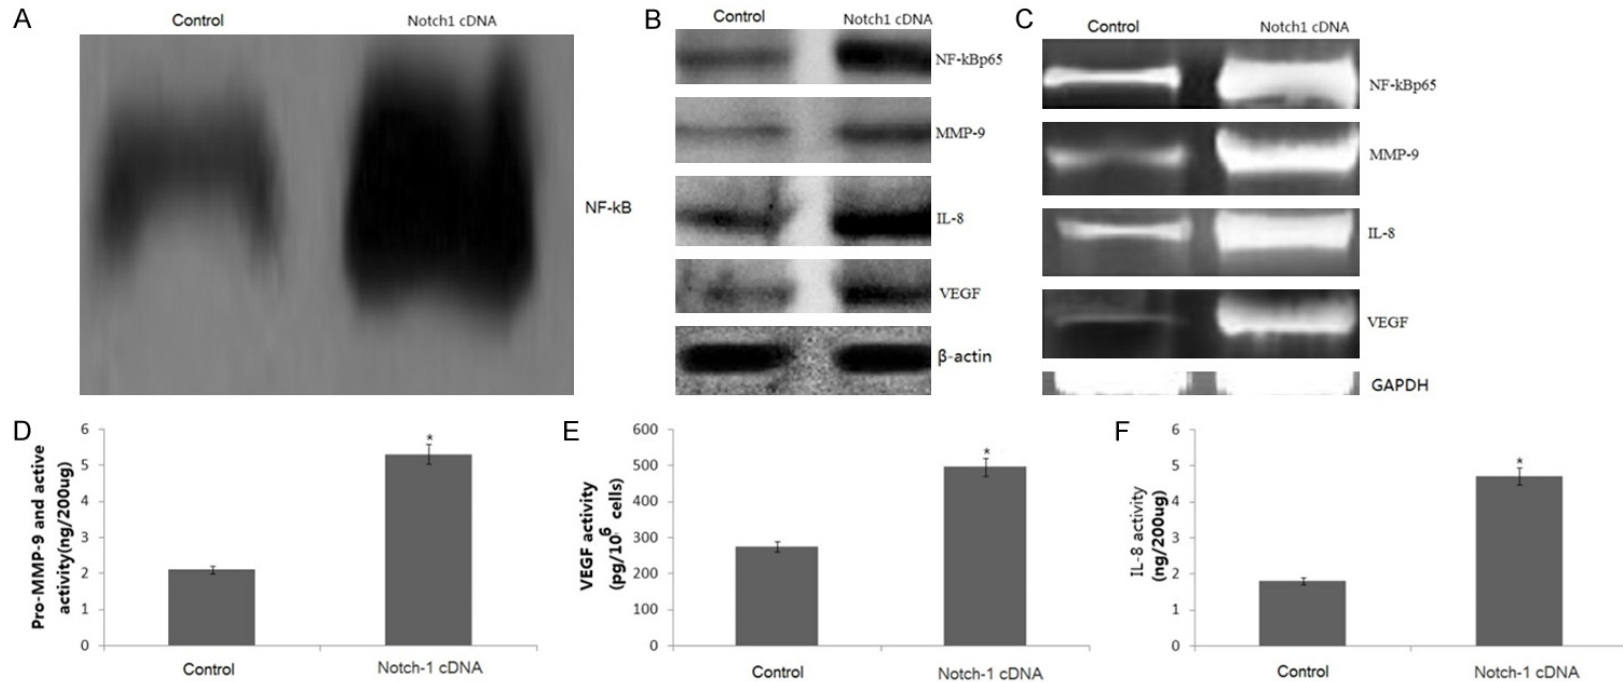 A
Control
Notch1 cDNA
NF-kB
B
Control
Notch1 cDNA
NF-kBp65
MMP-9
IL-8
VEGF
β-actin
C
Control
Notch1 cDNA
NF-kBp65
MMP-9
IL-8
VEGF
GAPDH
D
Pro-MMP-9 and active
activity(ng/200ug)
6
5
4
3
2
1
0
*
Control
Notch-1 cDNA
E
VEGF activity
(pg/10⁶ cells)
600
500
400
300
200
100
0
*
Control
Notch-1 cDNA
F
IL-8 activity
(ng/200ug)
6
5
4
3
2
1
0
*
Control
Notch-1 cDNA